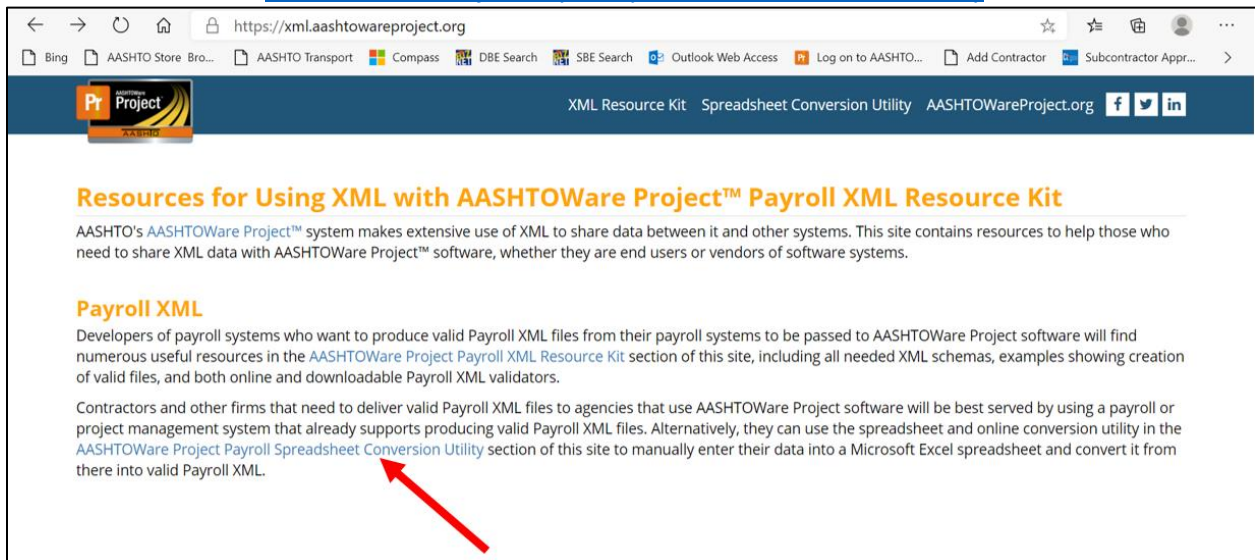 https://xml.aashtowareproject.org
Bing AASHTO Store Bro... AASHTO Transport Compass DBE Search SBE Search Outlook Web Access Log on to AASHTO... Add Contractor Subcontractor Appr...
Pr AASHTOWare Project AASHTO
XML Resource Kit Spreadsheet Conversion Utility AASHTOWareProject.org
Resources for Using XML with AASHTOWare Project™ Payroll XML Resource Kit
AASHTO's AASHTOWare Project™ system makes extensive use of XML to share data between it and other systems. This site contains resources to help those who
need to share XML data with AASHTOWare Project™ software, whether they are end users or vendors of software systems.
Payroll XML
Developers of payroll systems who want to produce valid Payroll XML files from their payroll systems to be passed to AASHTOWare Project software will find
numerous useful resources in the AASHTOWare Project Payroll XML Resource Kit section of this site, including all needed XML schemas, examples showing creation
of valid files, and both online and downloadable Payroll XML validators.
Contractors and other firms that need to deliver valid Payroll XML files to agencies that use AASHTOWare Project software will be best served by using a payroll or
project management system that already supports producing valid Payroll XML files. Alternatively, they can use the spreadsheet and online conversion utility in the
AASHTOWare Project Payroll Spreadsheet Conversion Utility section of this site to manually enter their data into a Microsoft Excel spreadsheet and convert it from
there into valid Payroll XML.